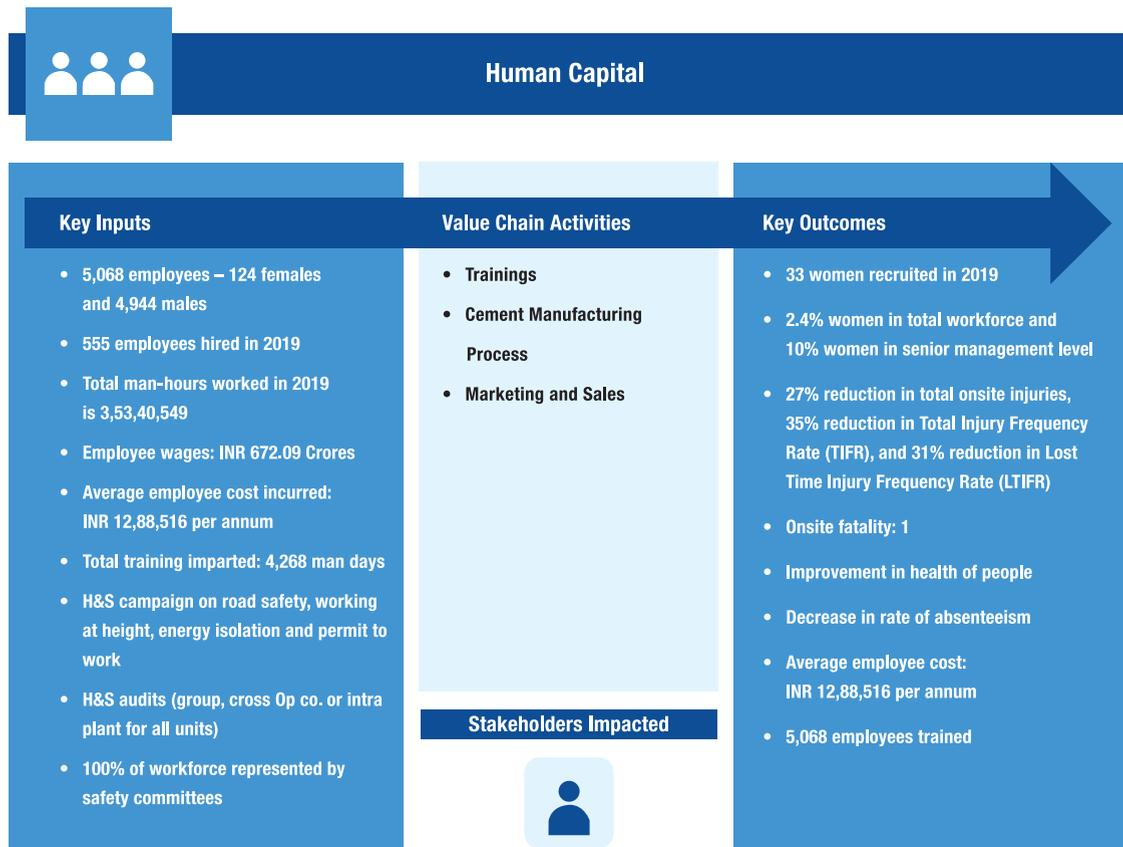 Human Capital
Key Inputs
• 5,068 employees – 124 females
and 4,944 males
• 555 employees hired in 2019
• Total man-hours worked in 2019
is 3,53,40,549
• Employee wages: INR 672.09 Crores
• Average employee cost incurred:
INR 12,88,516 per annum
• Total training imparted: 4,268 man days
• H&S campaign on road safety, working
at height, energy isolation and permit to
work
• H&S audits (group, cross Op co. or intra
plant for all units)
• 100% of workforce represented by
safety committees
Value Chain Activities
• Trainings
• Cement Manufacturing
Process
• Marketing and Sales
Stakeholders Impacted
Key Outcomes
• 33 women recruited in 2019
• 2.4% women in total workforce and
10% women in senior management level
• 27% reduction in total onsite injuries,
35% reduction in Total Injury Frequency
Rate (TIFR), and 31% reduction in Lost
Time Injury Frequency Rate (LTIFR)
• Onsite fatality: 1
• Improvement in health of people
• Decrease in rate of absenteeism
• Average employee cost:
INR 12,88,516 per annum
• 5,068 employees trained